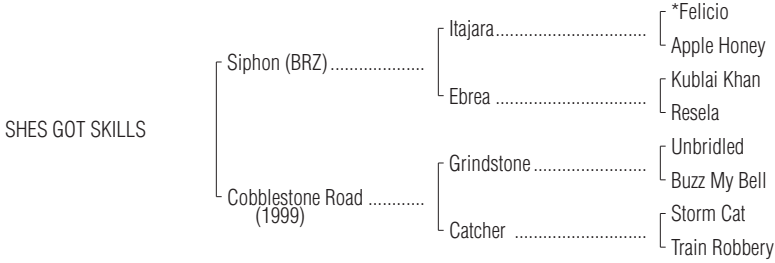 *Felicio
Itajara
Apple Honey
Siphon (BRZ)
Kublai Khan
Ebrea
Resela
SHES GOT SKILLS
Unbridled
Grindstone
Buzz My Bell
Cobblestone Road
(1999)
Storm Cat
Catcher
Train Robbery